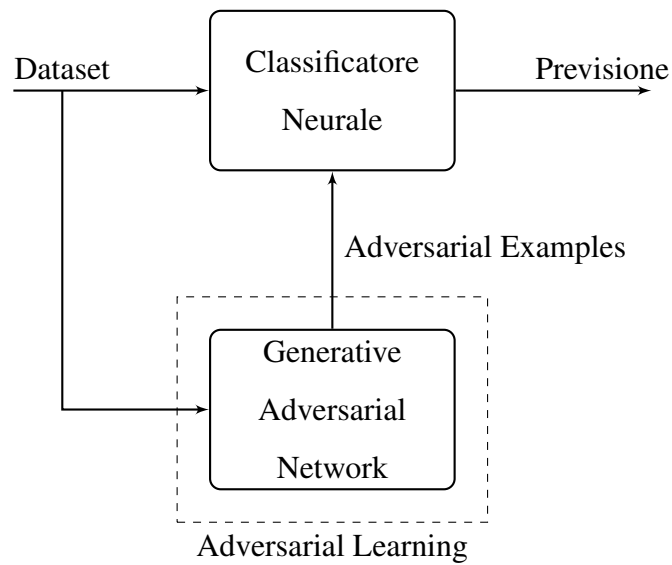 Dataset
Classificatore
Neurale
Previsione
Adversarial Examples
Generative
Adversarial
Network
Adversarial Learning